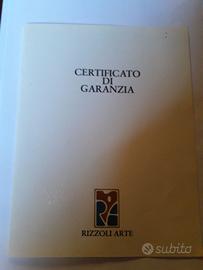 CERTIFICATO
DI
GARANZIA
RIZZOLI ARTE
subito